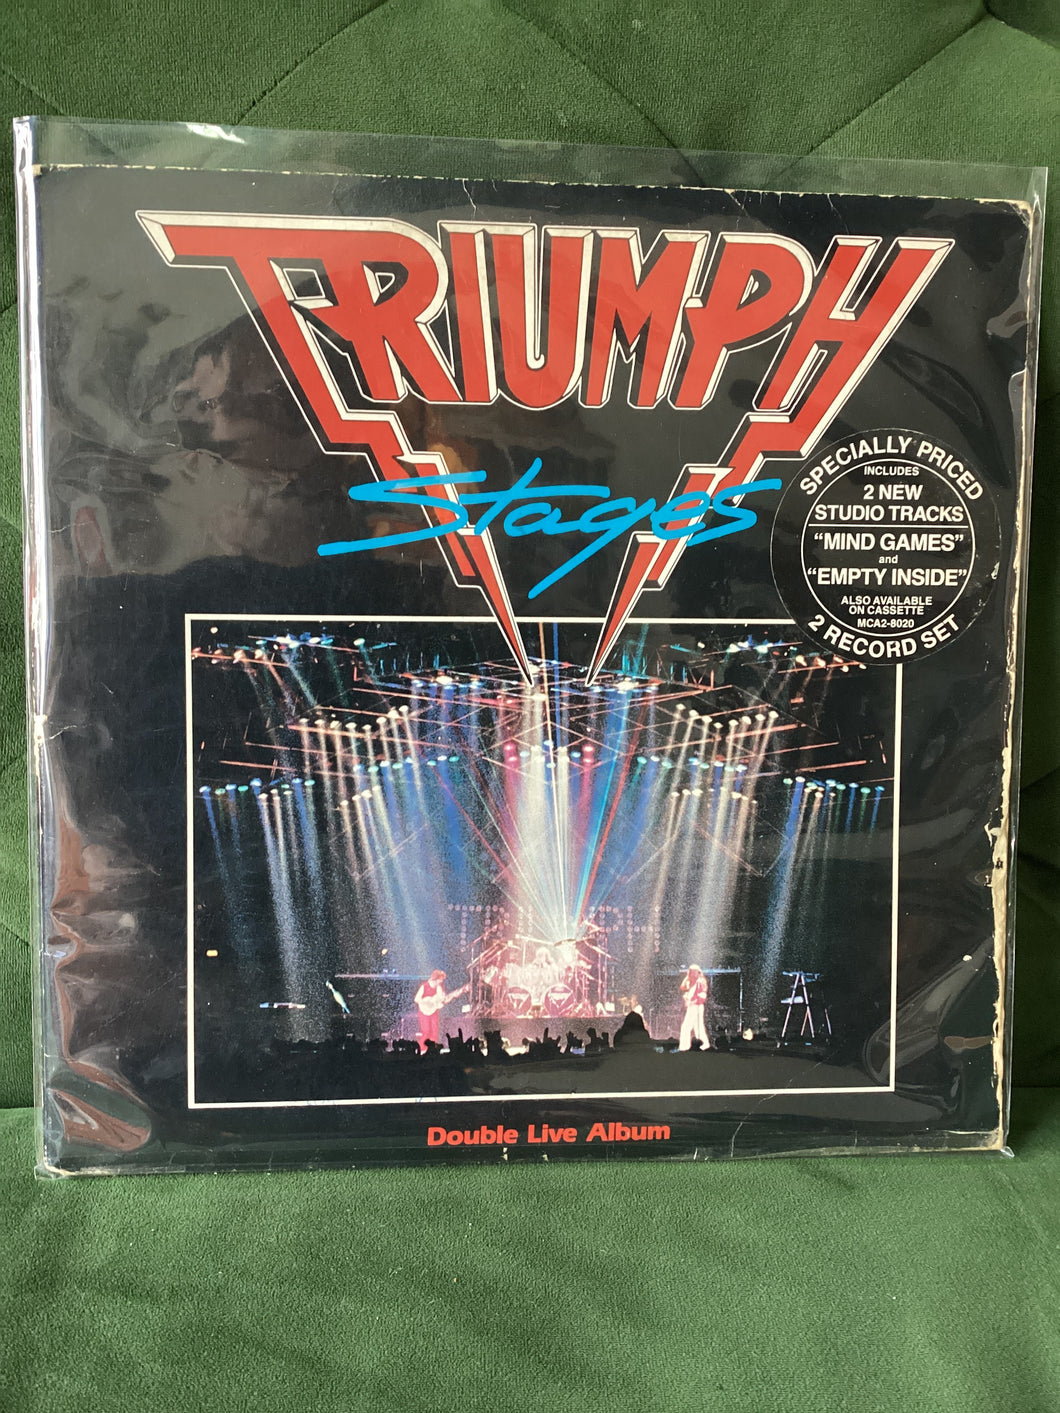 TRIUMPH
Stages
SPECIALLY PRICED
INCLUDES
2 NEW
STUDIO TRACKS
“MIND GAMES”
and
“EMPTY INSIDE”
ALSO AVAILABLE
ON CASSETTE
MCA2-8020
2 RECORD SET
Double Live Album